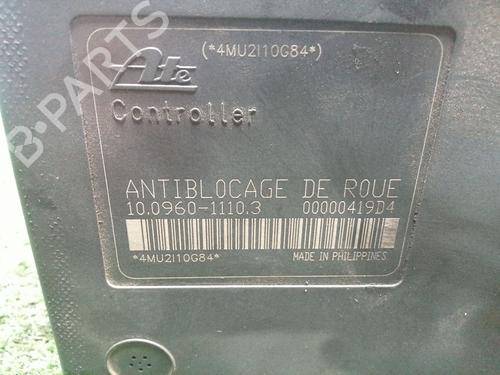 (*4MU2I10G84*)
Ate
Controller
ANTIBLOCAGE DE ROUE
10.0960-1110.3 00000419D4
*4MU2I10G84*
MADE IN PHILIPPINES
B-PARTS